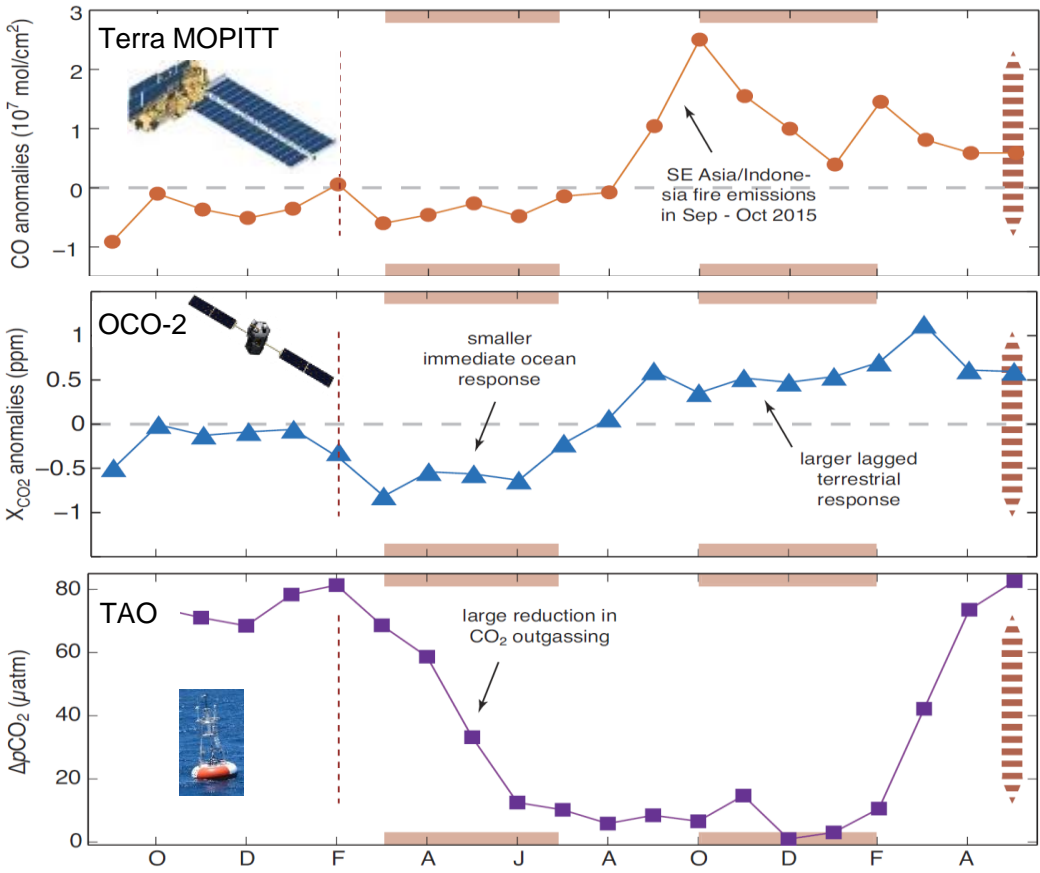 Terra MOPITT
CO anomalies (10⁷ mol/cm²)
3
2
1
0
−1
SE Asia/Indone-
sia fire emissions
in Sep - Oct 2015
OCO-2
X_CO2 anomalies (ppm)
1
0.5
0
−0.5
−1
smaller
immediate ocean
response
larger lagged
terrestrial
response
TAO
ΔpCO₂ (µatm)
80
60
40
20
0
large reduction in
CO₂ outgassing
O D F A J A O D F A